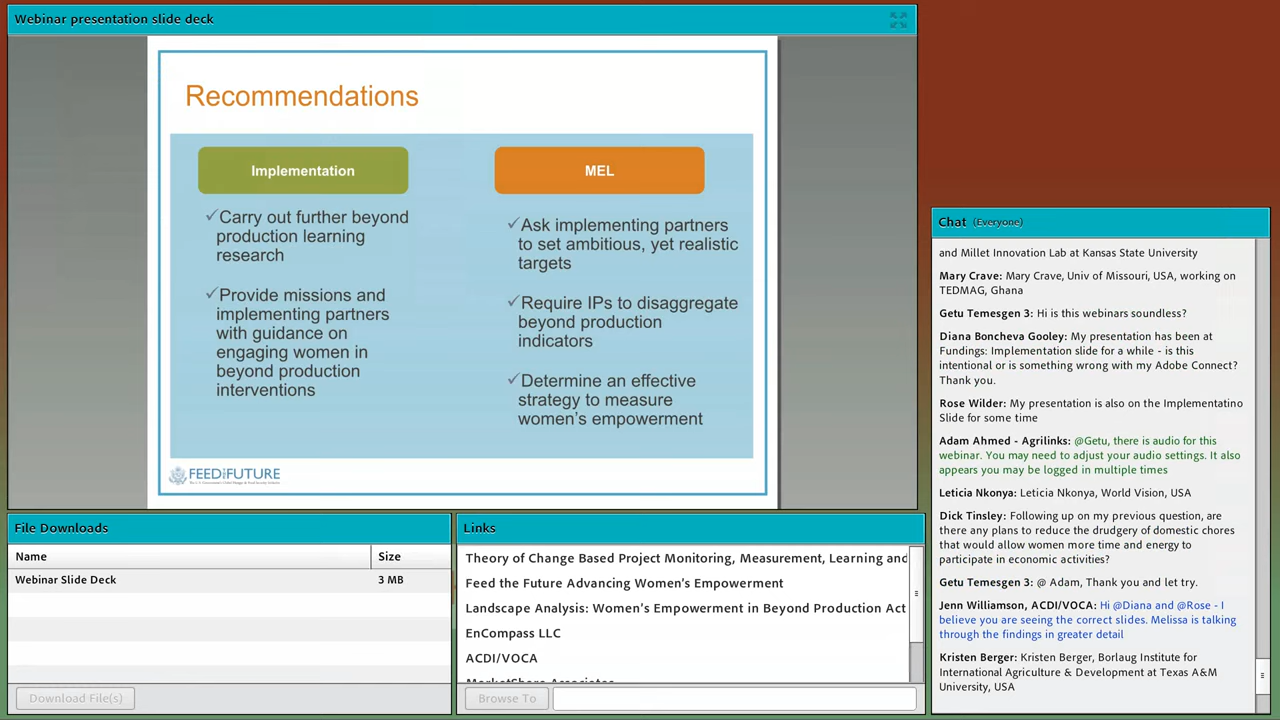 Webinar presentation slide deck
Recommendations
Implementation
Carry out further beyond
production learning
research
Provide missions and
implementing partners
with guidance on
engaging women in
beyond production
interventions
MEL
Ask implementing partners
to set ambitious, yet realistic
targets
Require IPs to disaggregate
beyond production
indicators
Determine an effective
strategy to measure
women's empowerment
FEED THE FUTURE
File Downloads
Name Size
Webinar Slide Deck 3 MB
Download File(s)
Links
Theory of Change Based Project Monitoring, Measurement, Learning and
Feed the Future Advancing Women's Empowerment
Landscape Analysis: Women's Empowerment in Beyond Production Act
EnCompass LLC
ACDI/VOCA
MarketShare Associates
Browse To
Chat (Everyone)
and Millet Innovation Lab at Kansas State University
Mary Crave: Mary Crave, Univ of Missouri, USA, working on
TEDMAG, Ghana
Getu Temesgen 3: Hi is this webinars soundless?
Diana Boncheva Gooley: My presentation has been at
Fundings: Implementation slide for a while - is this
intentional or is something wrong with my Adobe Connect?
Thank you.
Rose Wilder: My presentation is also on the Implementatino
Slide for some time
Adam Ahmed - Agrilinks: @Getu, there is audio for this
webinar. You may need to adjust your audio settings. It also
appears you may be logged in multiple times
Leticia Nkonya: Leticia Nkonya, World Vision, USA
Dick Tinsley: Following up on my previous question, are
there any plans to reduce the drudgery of domestic chores
that would allow women more time and energy to
participate in economic activities?
Getu Temesgen 3: @ Adam, Thank you and let try.
Jenn Williamson, ACDI/VOCA: Hi @Diana and @Rose - I
believe you are seeing the correct slides. Melissa is talking
through the findings in greater detail
Kristen Berger: Kristen Berger, Borlaug Institute for
International Agriculture & Development at Texas A&M
University, USA